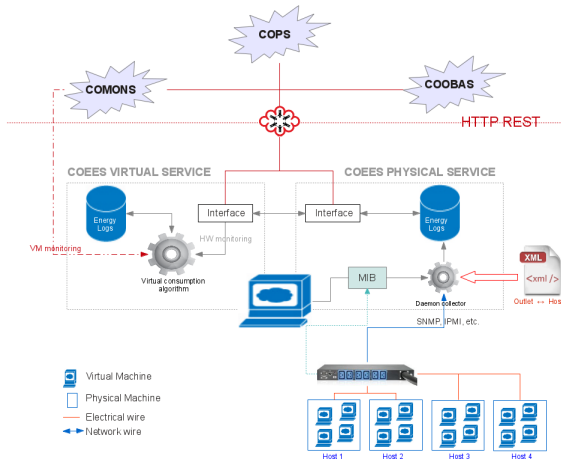 COPS
COMONS
COOBAS
HTTP REST
COEES VIRTUAL SERVICE
COEES PHYSICAL SERVICE
Energy
Logs
Interface
Interface
Energy
Logs
HW monitoring
VM monitoring
Virtual consumption
algorithm
MIB
XML
<xml />
Daemon collector
Outlet ↔ Hos
SNMP, IPMI, etc.
Virtual Machine
Physical Machine
Electrical wire
Network wire
Host 1
Host 2
Host 3
Host 4